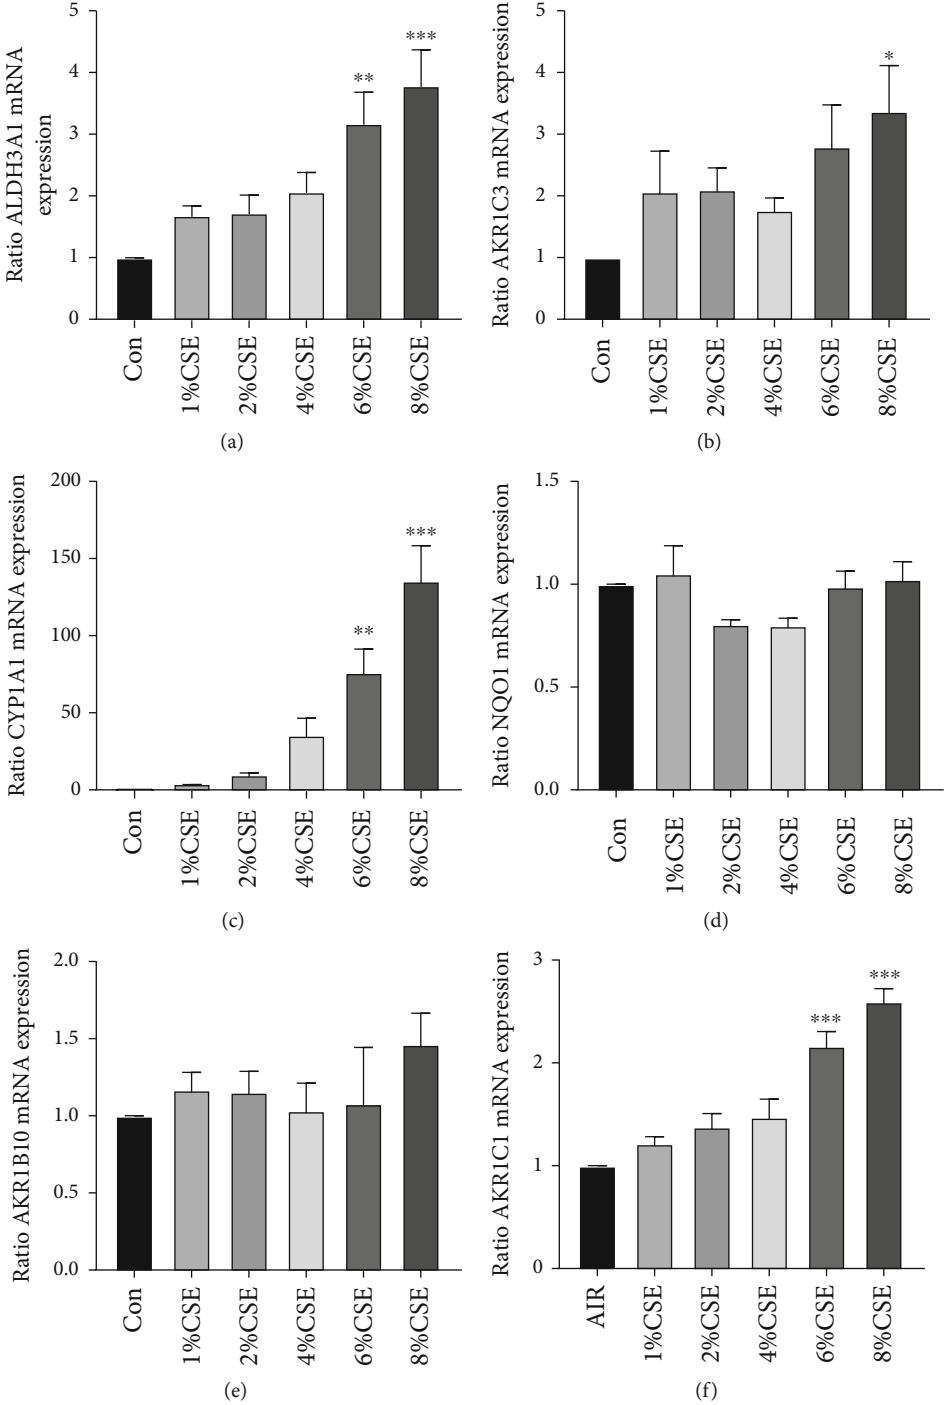 Ratio ALDH3A1 mRNA
expression
5
4
3
2
1
0
**
***
Con
1%CSE
2%CSE
4%CSE
6%CSE
8%CSE
(a)
Ratio AKR1C3 mRNA expression
5
4
3
2
1
0
*
Con
1%CSE
2%CSE
4%CSE
6%CSE
8%CSE
(b)
Ratio CYP1A1 mRNA expression
200
150
100
50
0
**
***
Con
1%CSE
2%CSE
4%CSE
6%CSE
8%CSE
(c)
Ratio NQO1 mRNA expression
1.5
1.0
0.5
0.0
Con
1%CSE
2%CSE
4%CSE
6%CSE
8%CSE
(d)
Ratio AKR1B10 mRNA expression
2.0
1.5
1.0
0.5
0.0
Con
1%CSE
2%CSE
4%CSE
6%CSE
8%CSE
(e)
Ratio AKR1C1 mRNA expression
3
2
1
0
***
***
AIR
1%CSE
2%CSE
4%CSE
6%CSE
8%CSE
(f)